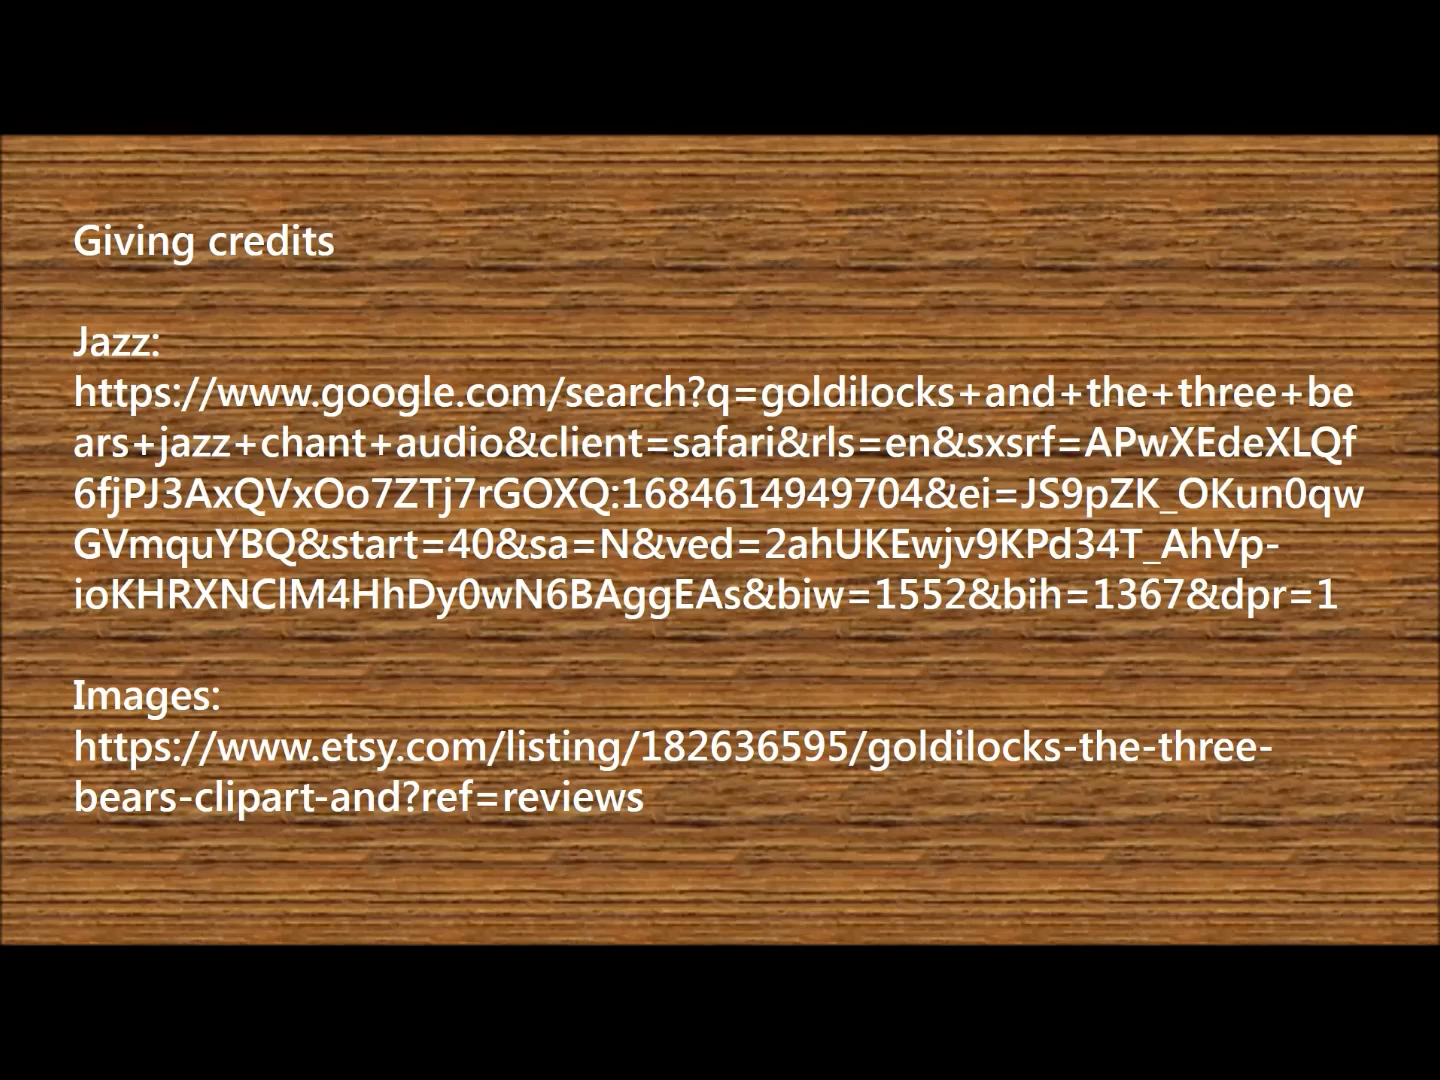 Giving credits
Jazz:
https://www.google.com/search?q=goldilocks+and+the+three+be
ars+jazz+chant+audio&client=safari&rls=en&sxsrf=APwXEdeXLQf
6fjPJ3AxQVxOo7ZTj7rGOXQ:1684614949704&ei=JS9pZK_OKun0qw
GVmquYBQ&start=40&sa=N&ved=2ahUKEwjv9KPd34T_AhVp-
ioKHRXNClM4HhDy0wN6BAggEAs&biw=1552&bih=1367&dpr=1
Images:
https://www.etsy.com/listing/182636595/goldilocks-the-three-
bears-clipart-and?ref=reviews